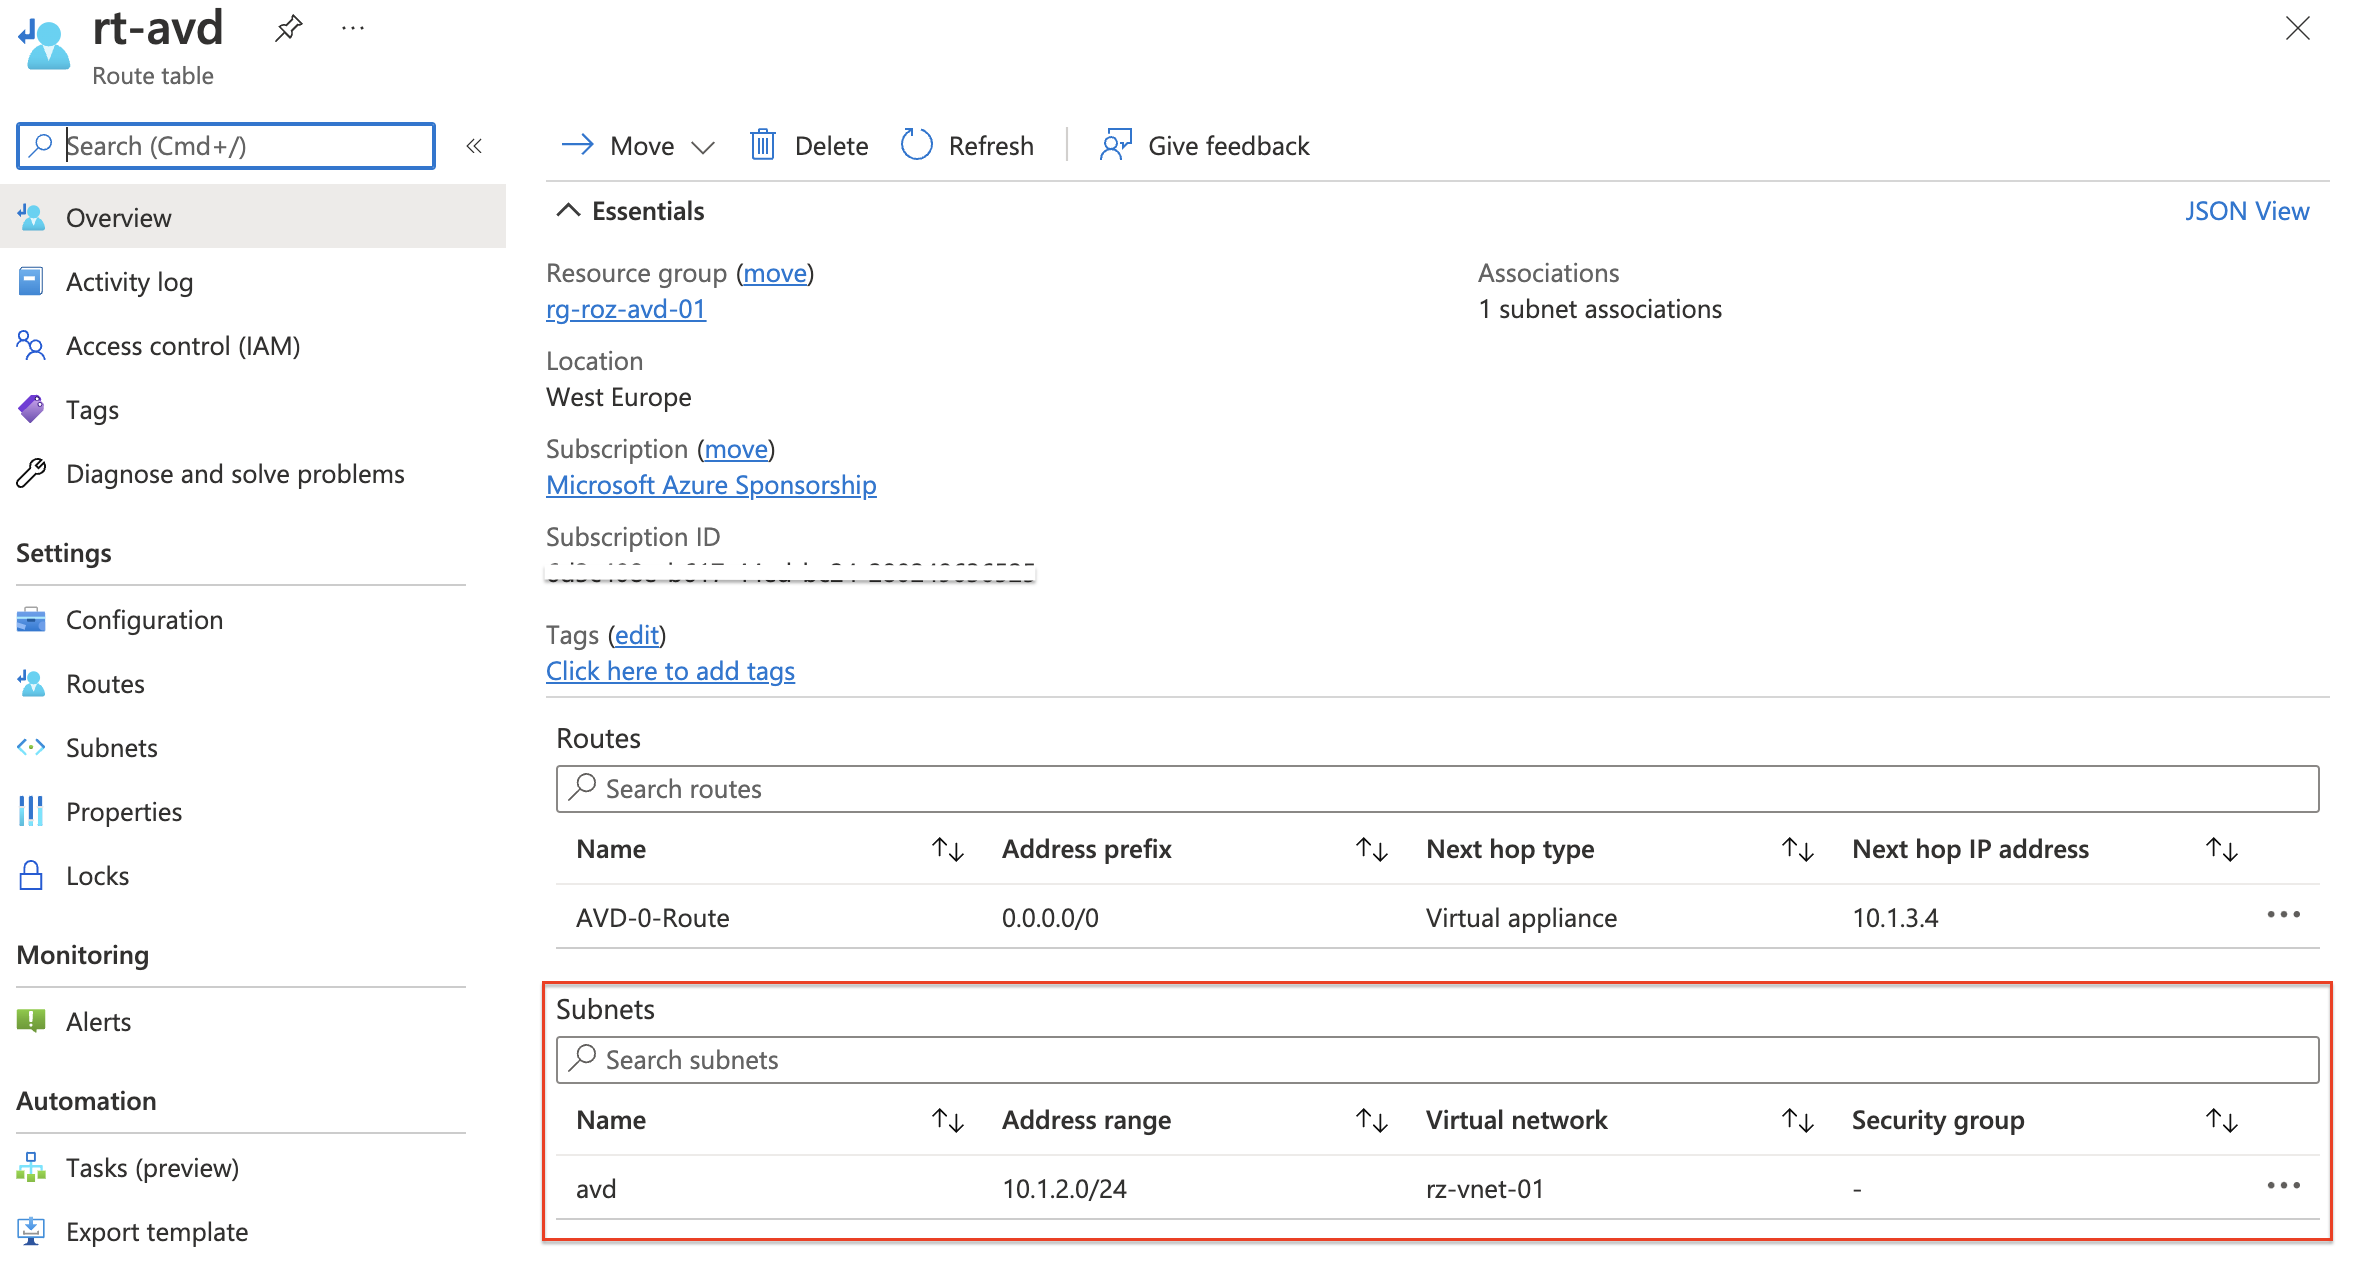 rt-avd
Route table
Search (Cmd+/)
Overview
Activity log
Access control (IAM)
Tags
Diagnose and solve problems
Settings
Configuration
Routes
Subnets
Properties
Locks
Monitoring
Alerts
Automation
Tasks (preview)
Export template
Move Delete Refresh Give feedback
Essentials JSON View
Resource group (move)
rg-roz-avd-01
Associations
1 subnet associations
Location
West Europe
Subscription (move)
Microsoft Azure Sponsorship
Subscription ID
Tags (edit)
Click here to add tags
Routes
Search routes
Name Address prefix Next hop type Next hop IP address
AVD-0-Route 0.0.0.0/0 Virtual appliance 10.1.3.4
Subnets
Search subnets
Name Address range Virtual network Security group
avd 10.1.2.0/24 rz-vnet-01 -